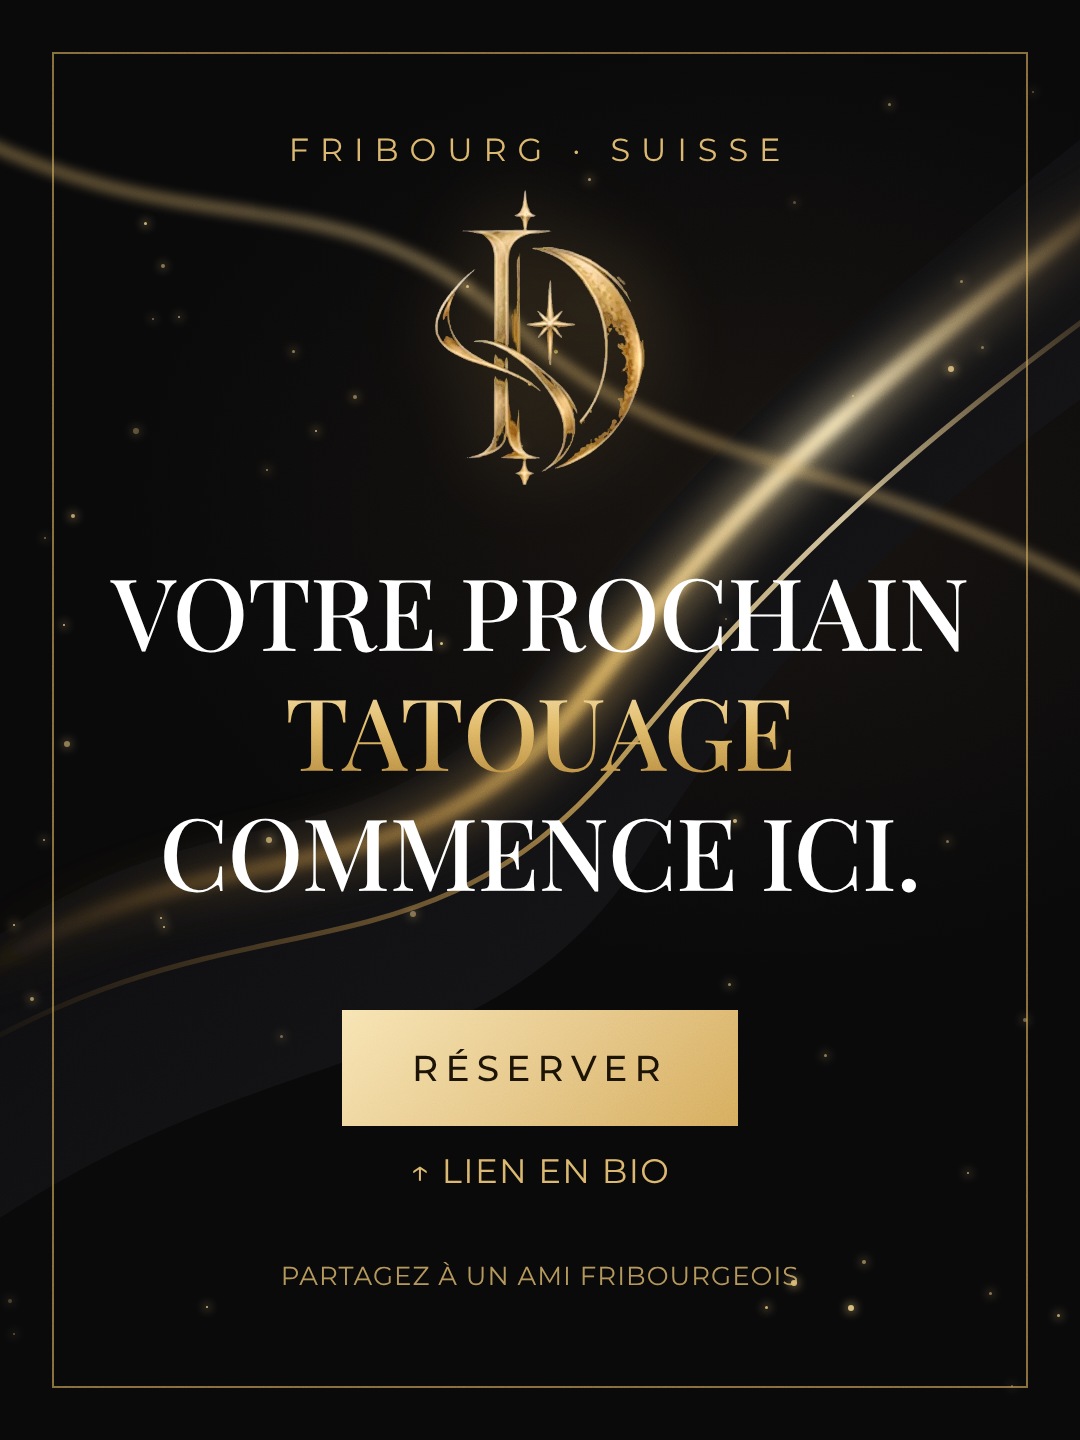 FRIBOURG · SUISSE
VOTRE PROCHAIN
TATOUAGE
COMMENCE ICI.
RÉSERVER
↑ LIEN EN BIO
PARTAGEZ À UN AMI FRIBOURGEOIS